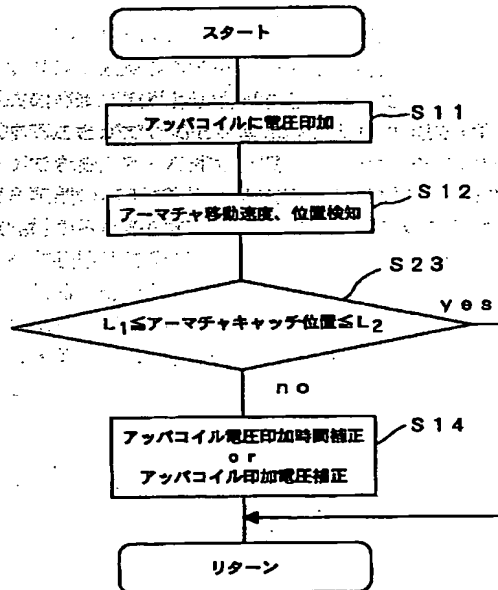 スタート
アッパコイルに電圧印加
S11
アーマチャ移動速度、位置検知
S12
S23
L1≦アーマチャキャッチ位置≦L2
yes
no
アッパコイル電圧印加時間補正
or
アッパコイル印加電圧補正
S14
リターン